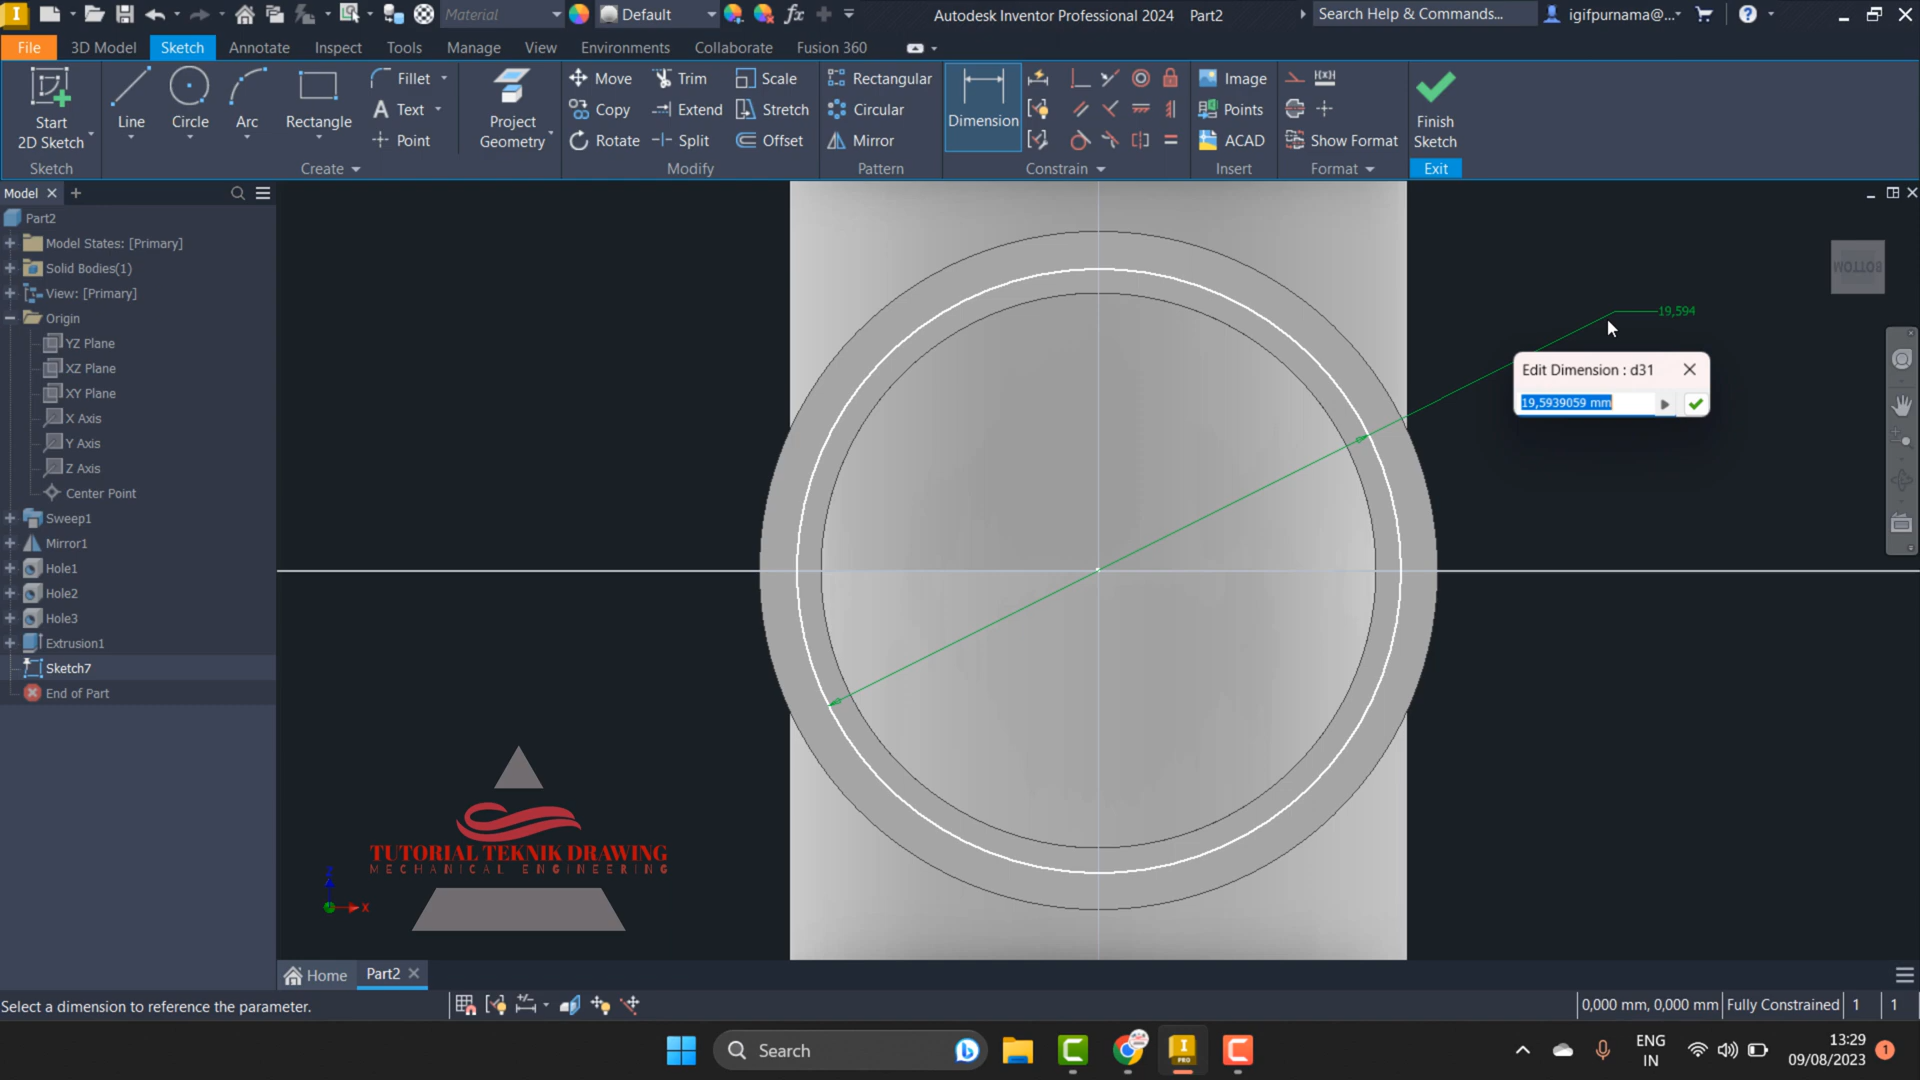 Material
Default
fx
Autodesk Inventor Professional 2024 Part2
Search Help & Commands...
igifpurnama@...
File
3D Model
Sketch
Annotate
Inspect
Tools
Manage
View
Environments
Collaborate
Fusion 360
Start
2D Sketch
Line
Circle
Arc
Rectangle
Fillet
Text
Point
Project
Geometry
Move
Copy
Rotate
Trim
Extend
Split
Scale
Stretch
Offset
Rectangular
Circular
Mirror
Dimension
Image
Points
ACAD
Show Format
Finish
Sketch
Sketch
Create
Modify
Pattern
Constrain
Insert
Format
Exit
Model
Part2
Model States: [Primary]
Solid Bodies(1)
View: [Primary]
Origin
YZ Plane
XZ Plane
XY Plane
X Axis
Y Axis
Z Axis
Center Point
Sweep1
Mirror1
Hole1
Hole2
Hole3
Extrusion1
Sketch7
End of Part
BOTTOM
19,594
Edit Dimension : d31
19,5939059 mm
TUTORIAL TEKNIK DRAWING
MECHANICAL ENGINEERING
Z
X
Home
Part2
Select a dimension to reference the parameter.
0,000 mm, 0,000 mm
Fully Constrained
1
1
Search
ENG
IN
13:29
09/08/2023
1